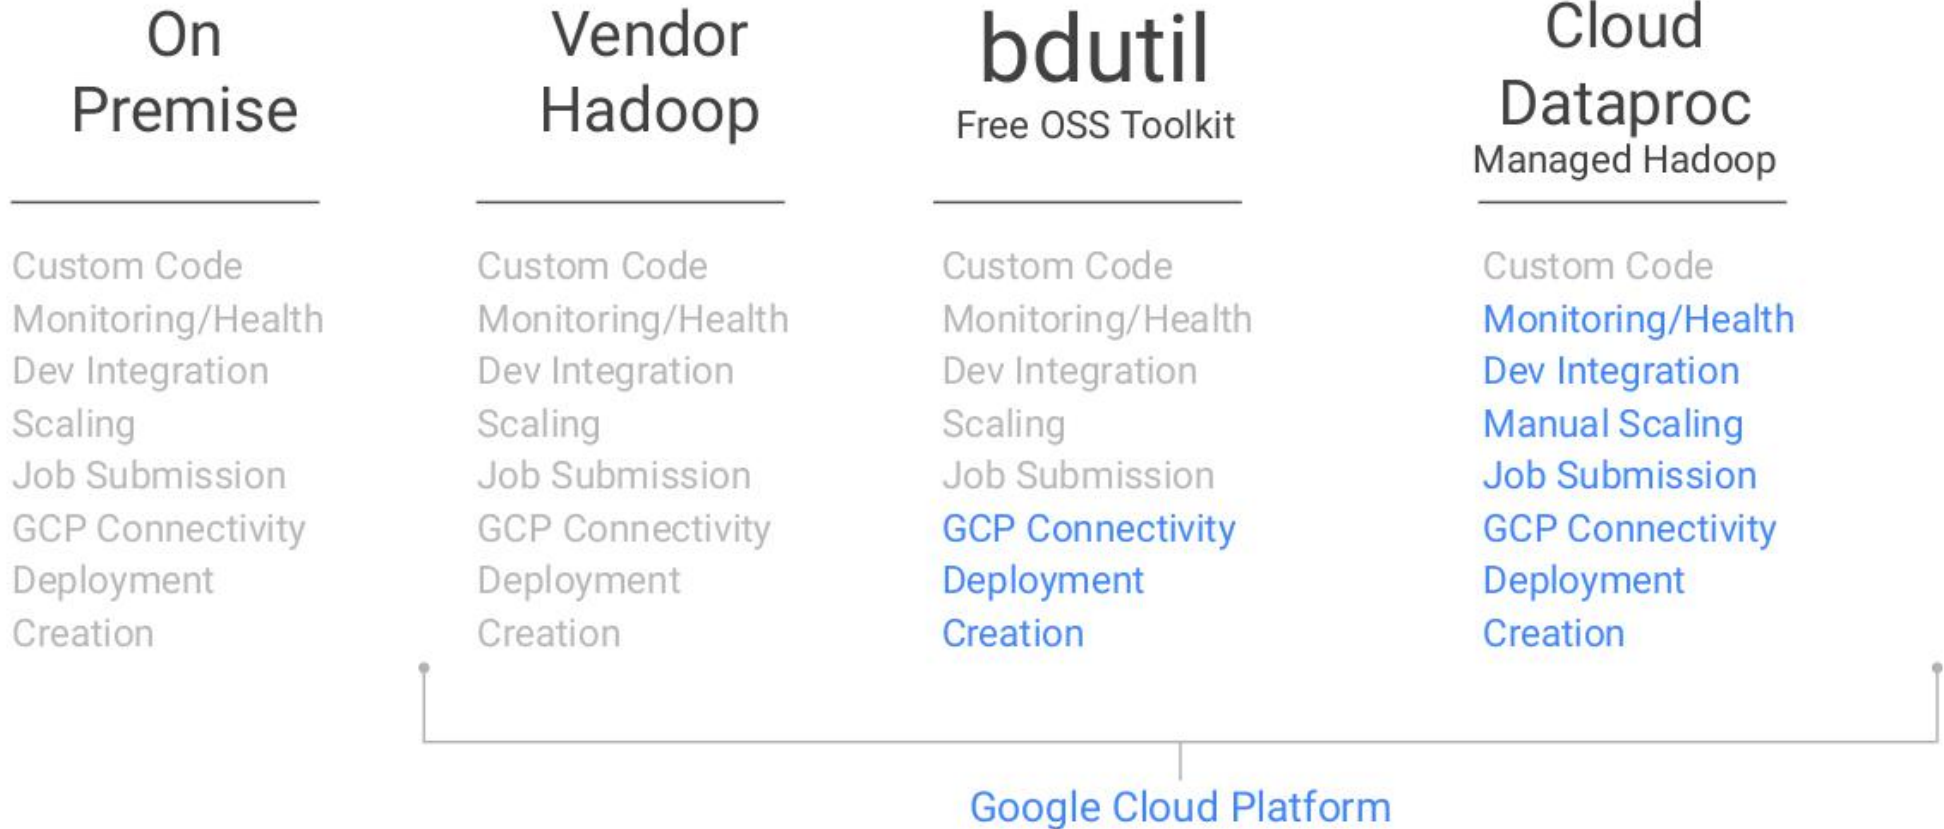 On
Premise
Custom Code
Monitoring/Health
Dev Integration
Scaling
Job Submission
GCP Connectivity
Deployment
Creation
Vendor
Hadoop
Custom Code
Monitoring/Health
Dev Integration
Scaling
Job Submission
GCP Connectivity
Deployment
Creation
bdutil
Free OSS Toolkit
Custom Code
Monitoring/Health
Dev Integration
Scaling
Job Submission
GCP Connectivity
Deployment
Creation
Cloud
Dataproc
Managed Hadoop
Custom Code
Monitoring/Health
Dev Integration
Manual Scaling
Job Submission
GCP Connectivity
Deployment
Creation
Google Cloud Platform